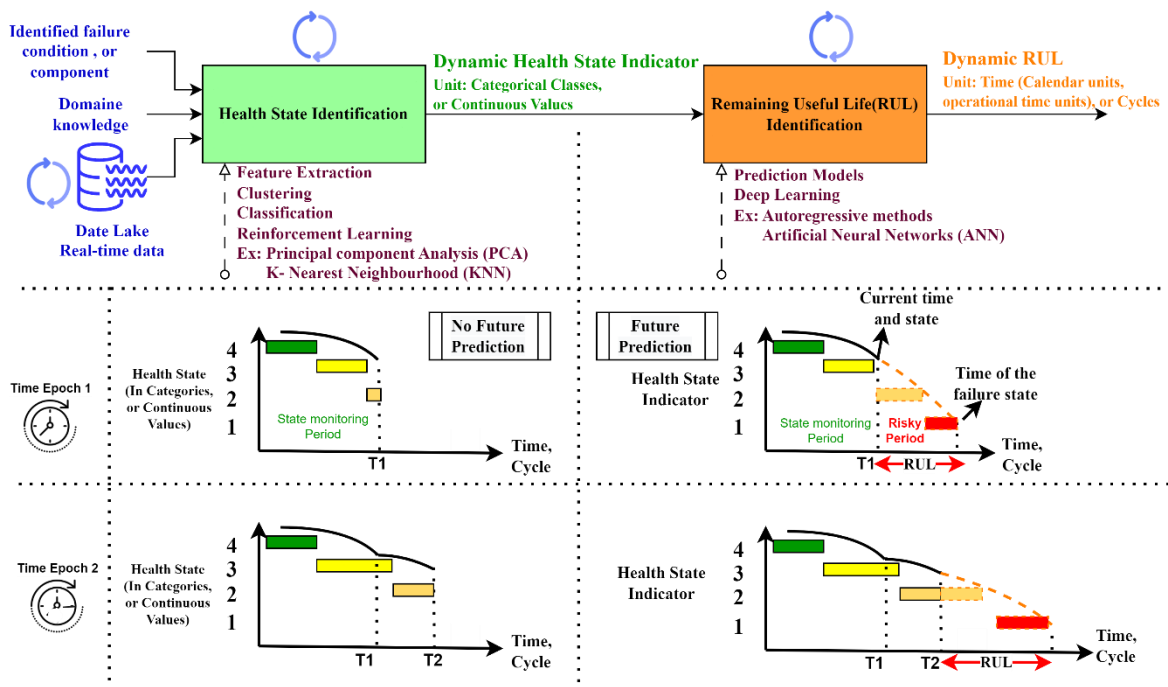 Identified failure
condition , or
component
Domaine
knowledge
Date Lake
Real-time data
Health State Identification
Dynamic Health State Indicator
Unit: Categorical Classes,
or Continuous Values
Remaining Useful Life(RUL)
Identification
Dynamic RUL
Unit: Time (Calendar units,
operational time units), or Cycles
Feature Extraction
Clustering
Classification
Reinforcement Learning
Ex: Principal component Analysis (PCA)
K- Nearest Neighbourhood (KNN)
Prediction Models
Deep Learning
Ex: Autoregressive methods
Artificial Neural Networks (ANN)
Time Epoch 1
Health State
(In Categories,
or Continuous
Values)
4
3
2
1
No Future
Prediction
State monitoring
Period
T1
Time,
Cycle
Future
Prediction
Health State
Indicator
4
3
2
1
Current time
and state
Time of the
failure state
State monitoring
Period
Risky
Period
T1
RUL
Time,
Cycle
Time Epoch 2
Health State
(In Categories,
or Continuous
Values)
4
3
2
1
T1
T2
Time,
Cycle
Health State
Indicator
4
3
2
1
T1
T2
RUL
Time,
Cycle